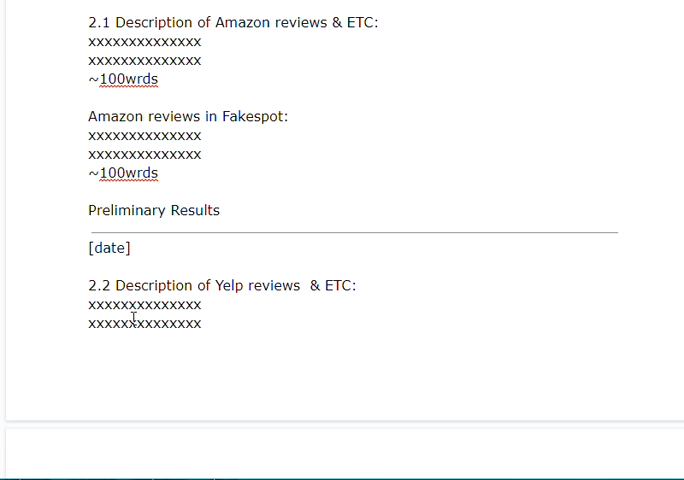 2.1 Description of Amazon reviews & ETC:
xxxxxxxxxxxxxx
xxxxxxxxxxxxxx
~100wrds
Amazon reviews in Fakespot:
xxxxxxxxxxxxxx
xxxxxxxxxxxxxx
~100wrds
Preliminary Results
[date]
2.2 Description of Yelp reviews  & ETC:
xxxxxxxxxxxxxx
xxxxxxxxxxxxxx